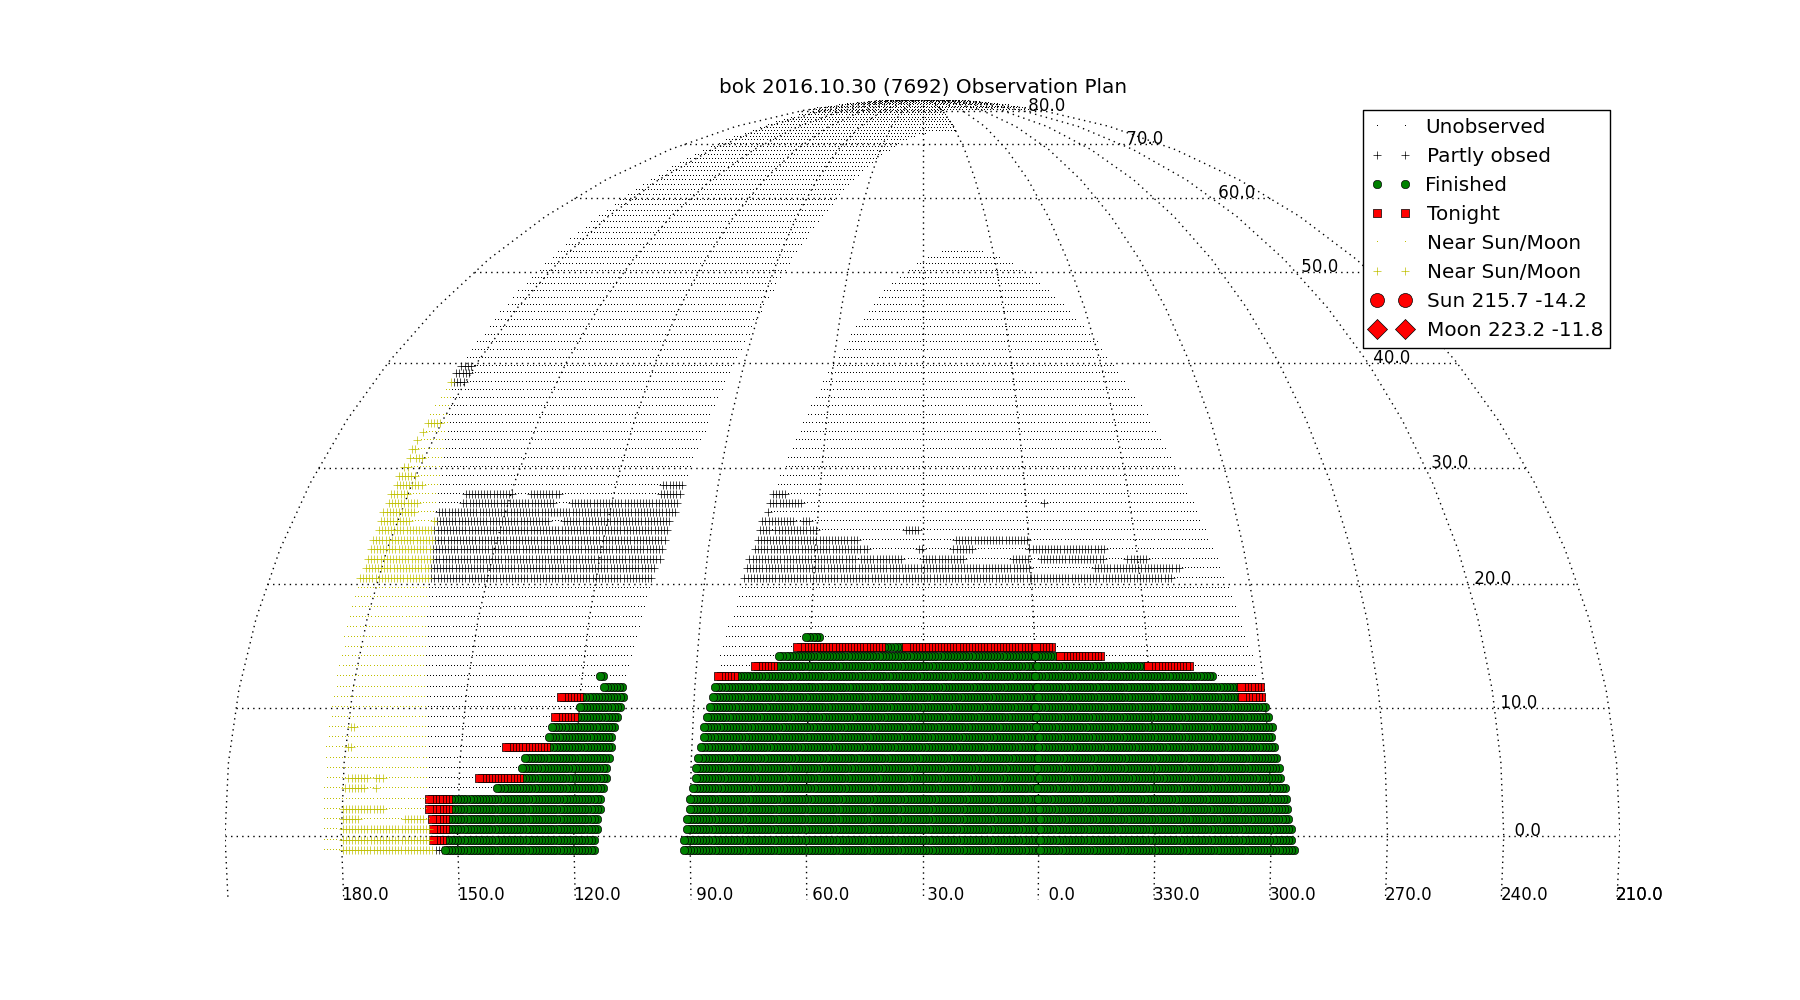 bok 2016.10.30 (7692) Observation Plan
80.0
70.0
60.0
50.0
40.0
30.0
20.0
10.0
0.0
Unobserved
Partly obsed
Finished
Tonight
Near Sun/Moon
Near Sun/Moon
Sun 215.7 -14.2
Moon 223.2 -11.8
180.0 150.0 120.0 90.0 60.0 30.0 0.0 330.0 300.0 270.0 240.0 210.0